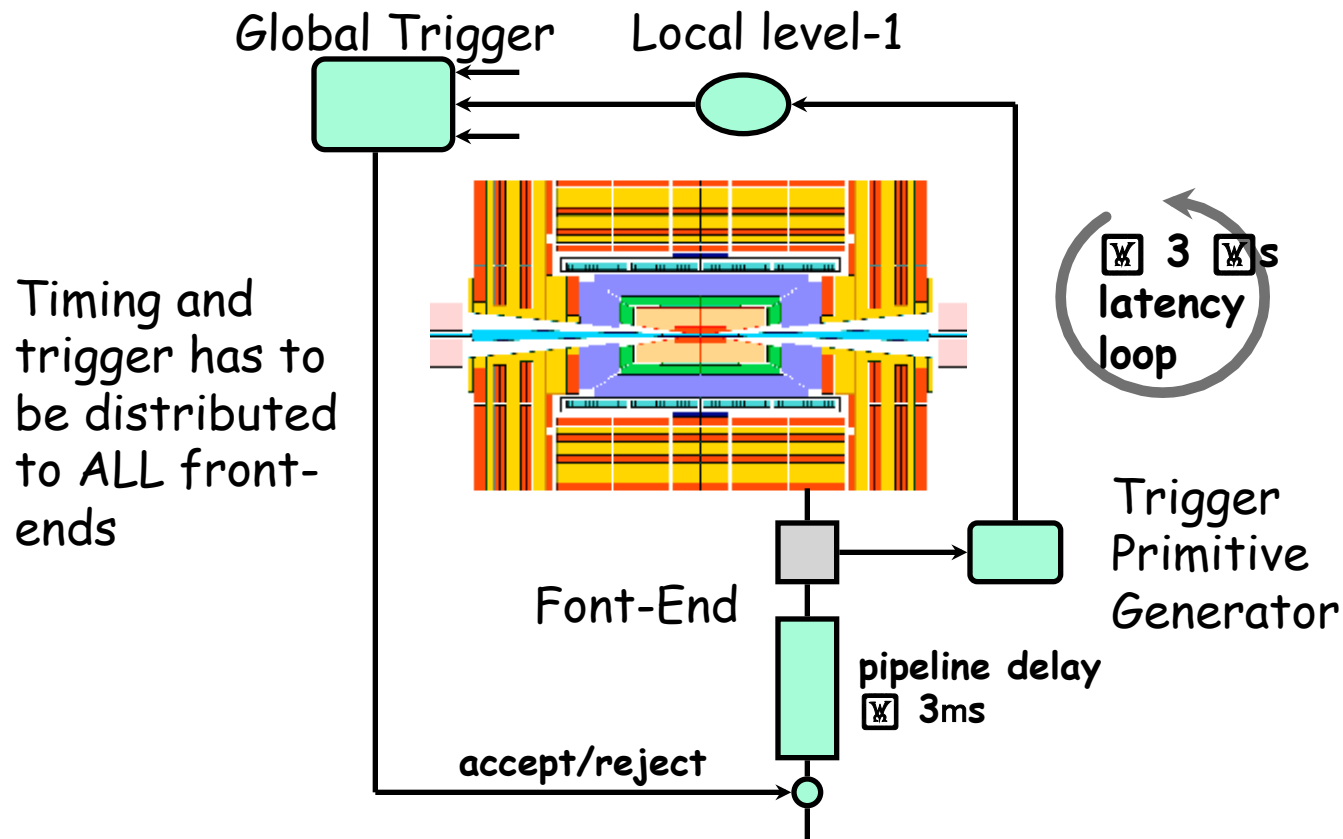 Global Trigger
Local level-1
Timing and
trigger has to
be distributed
to ALL front-
ends
3 s
latency
loop
Trigger
Primitive
Generator
Font-End
pipeline delay
3ms
accept/reject